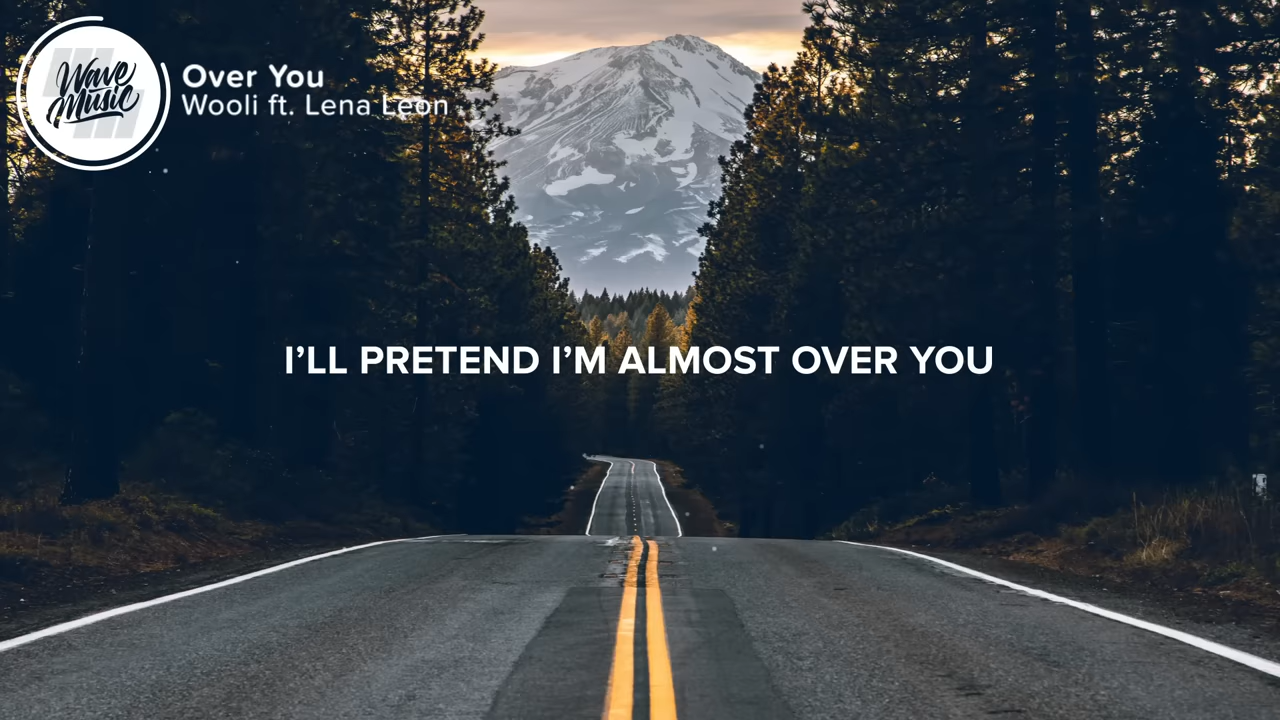 Wave
Music
Over You
Wooli ft. Lena Leon
I’LL PRETEND I’M ALMOST OVER YOU